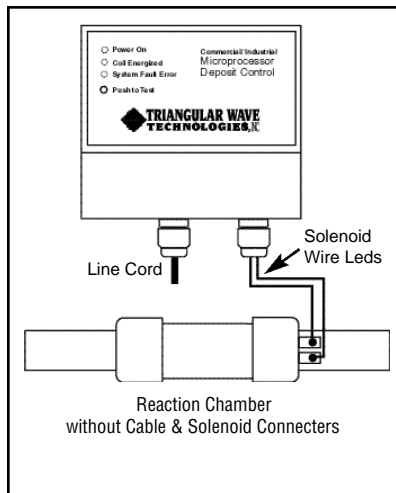 Power On
Coil Energized
System Fault Error
Push to Test
Commercial/Industrial
Microprocessor
Deposit Control
TRIANGULAR WAVE
TECHNOLOGIES, INC
Solenoid
Wire Leds
Line Cord
Reaction Chamber
without Cable & Solenoid Connecters